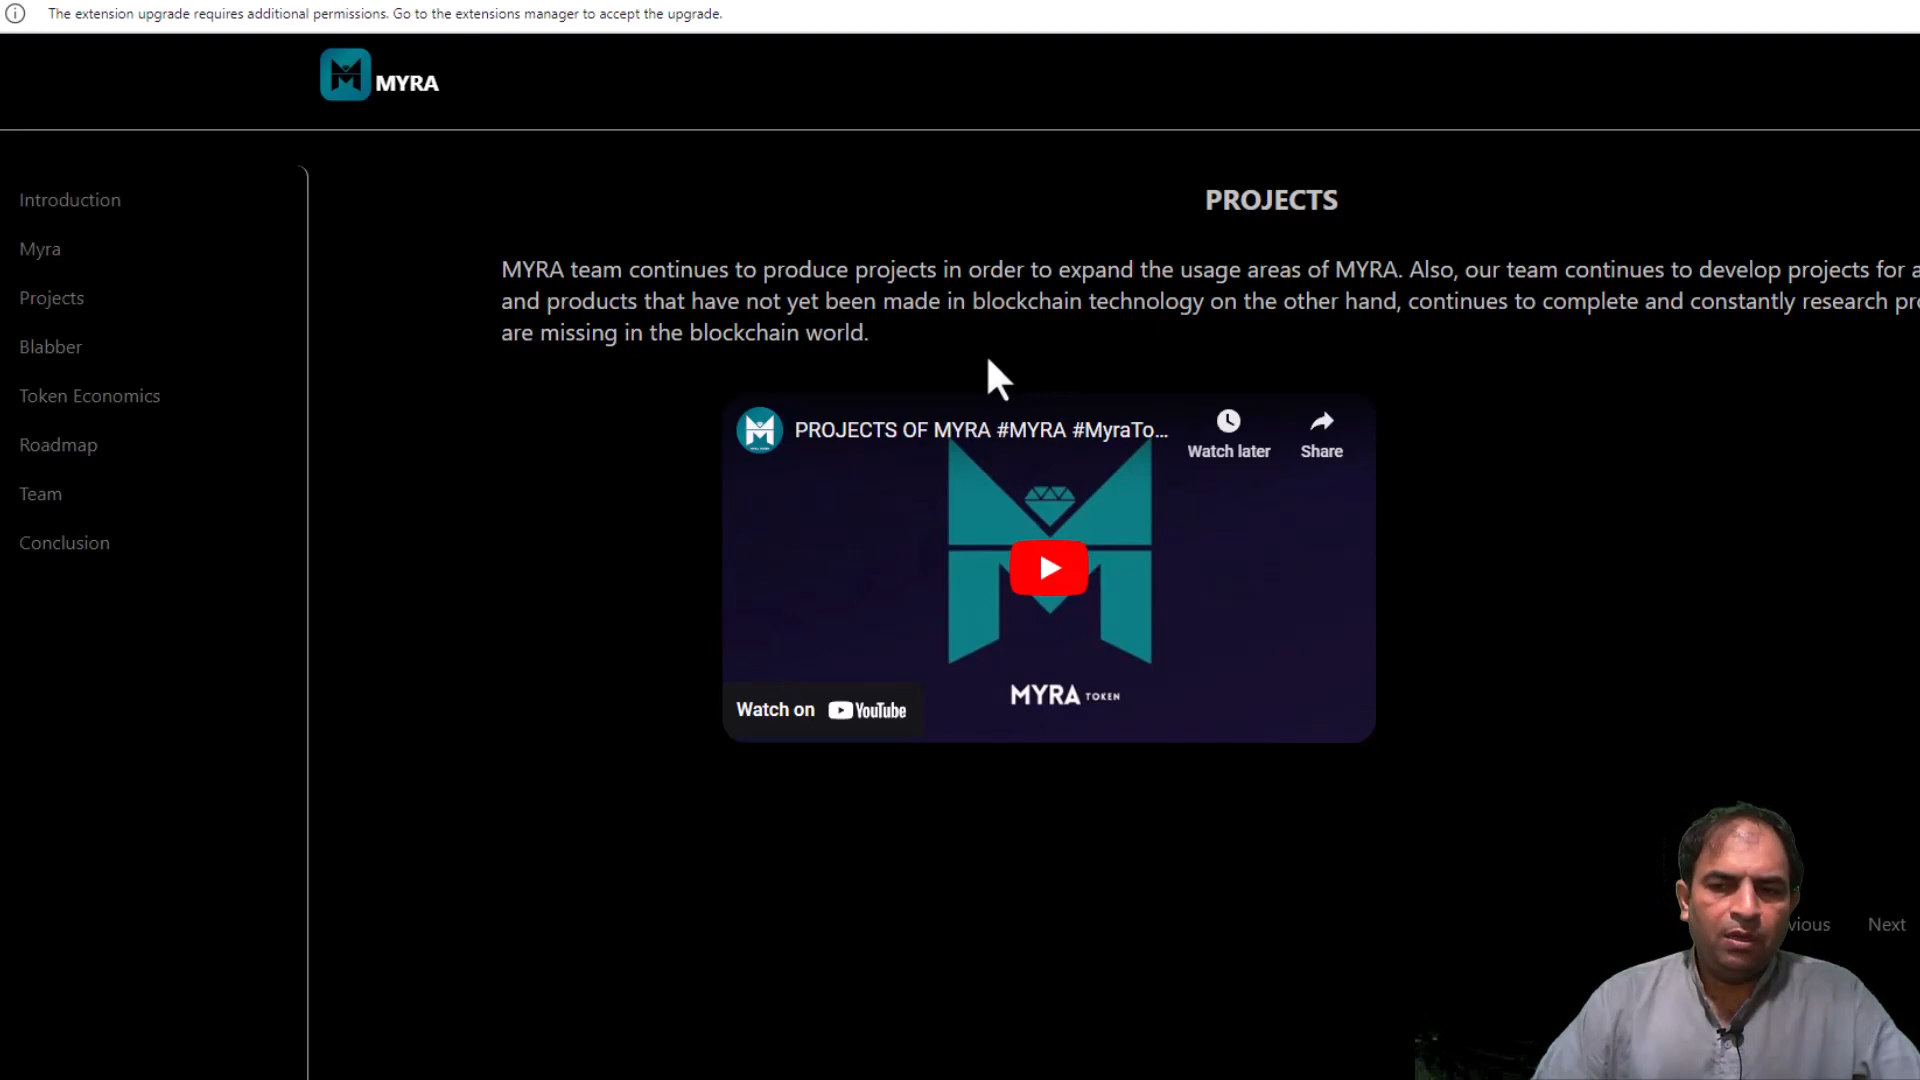 The extension upgrade requires additional permissions. Go to the extensions manager to accept the upgrade.
MYRA
Introduction
Myra
Projects
Blabber
Token Economics
Roadmap
Team
Conclusion
PROJECTS
MYRA team continues to produce projects in order to expand the usage areas of MYRA. Also, our team continues to develop projects for
and products that have not yet been made in blockchain technology on the other hand, continues to complete and constantly research
are missing in the blockchain world.
PROJECTS OF MYRA #MYRA #MyraTo...
Watch later
Share
MYRA TOKEN
Watch on YouTube
Next